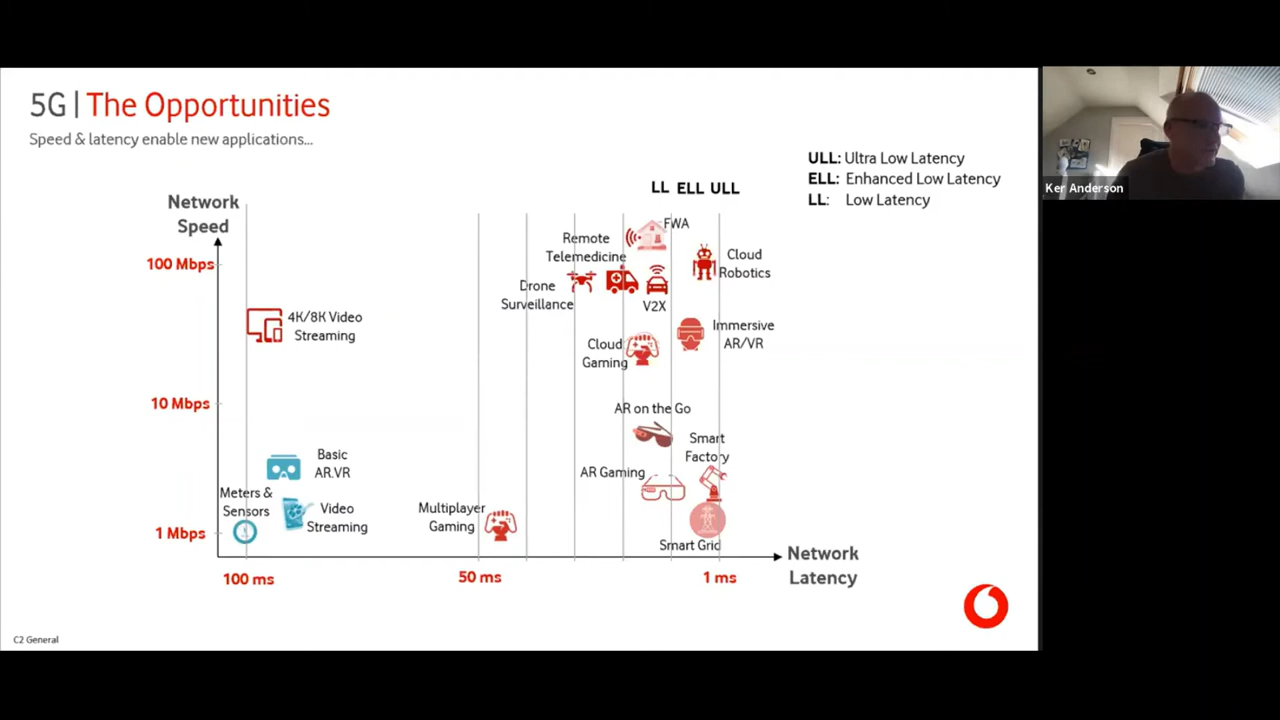 5G | The Opportunities
Speed & latency enable new applications...
ULL: Ultra Low Latency
ELL: Enhanced Low Latency
LL: Low Latency
Ker Anderson
LL ELL ULL
Network
Speed
100 Mbps
10 Mbps
1 Mbps
FWA
Remote
Telemedicine
Cloud
Robotics
Drone
Surveillance
V2X
4K/8K Video
Streaming
Immersive
AR/VR
Cloud
Gaming
AR on the Go
Smart
Factory
Basic
AR.VR
AR Gaming
Meters &
Sensors
Video
Streaming
Multiplayer
Gaming
Smart Grid
Network
Latency
100 ms
50 ms
1 ms
C2 General